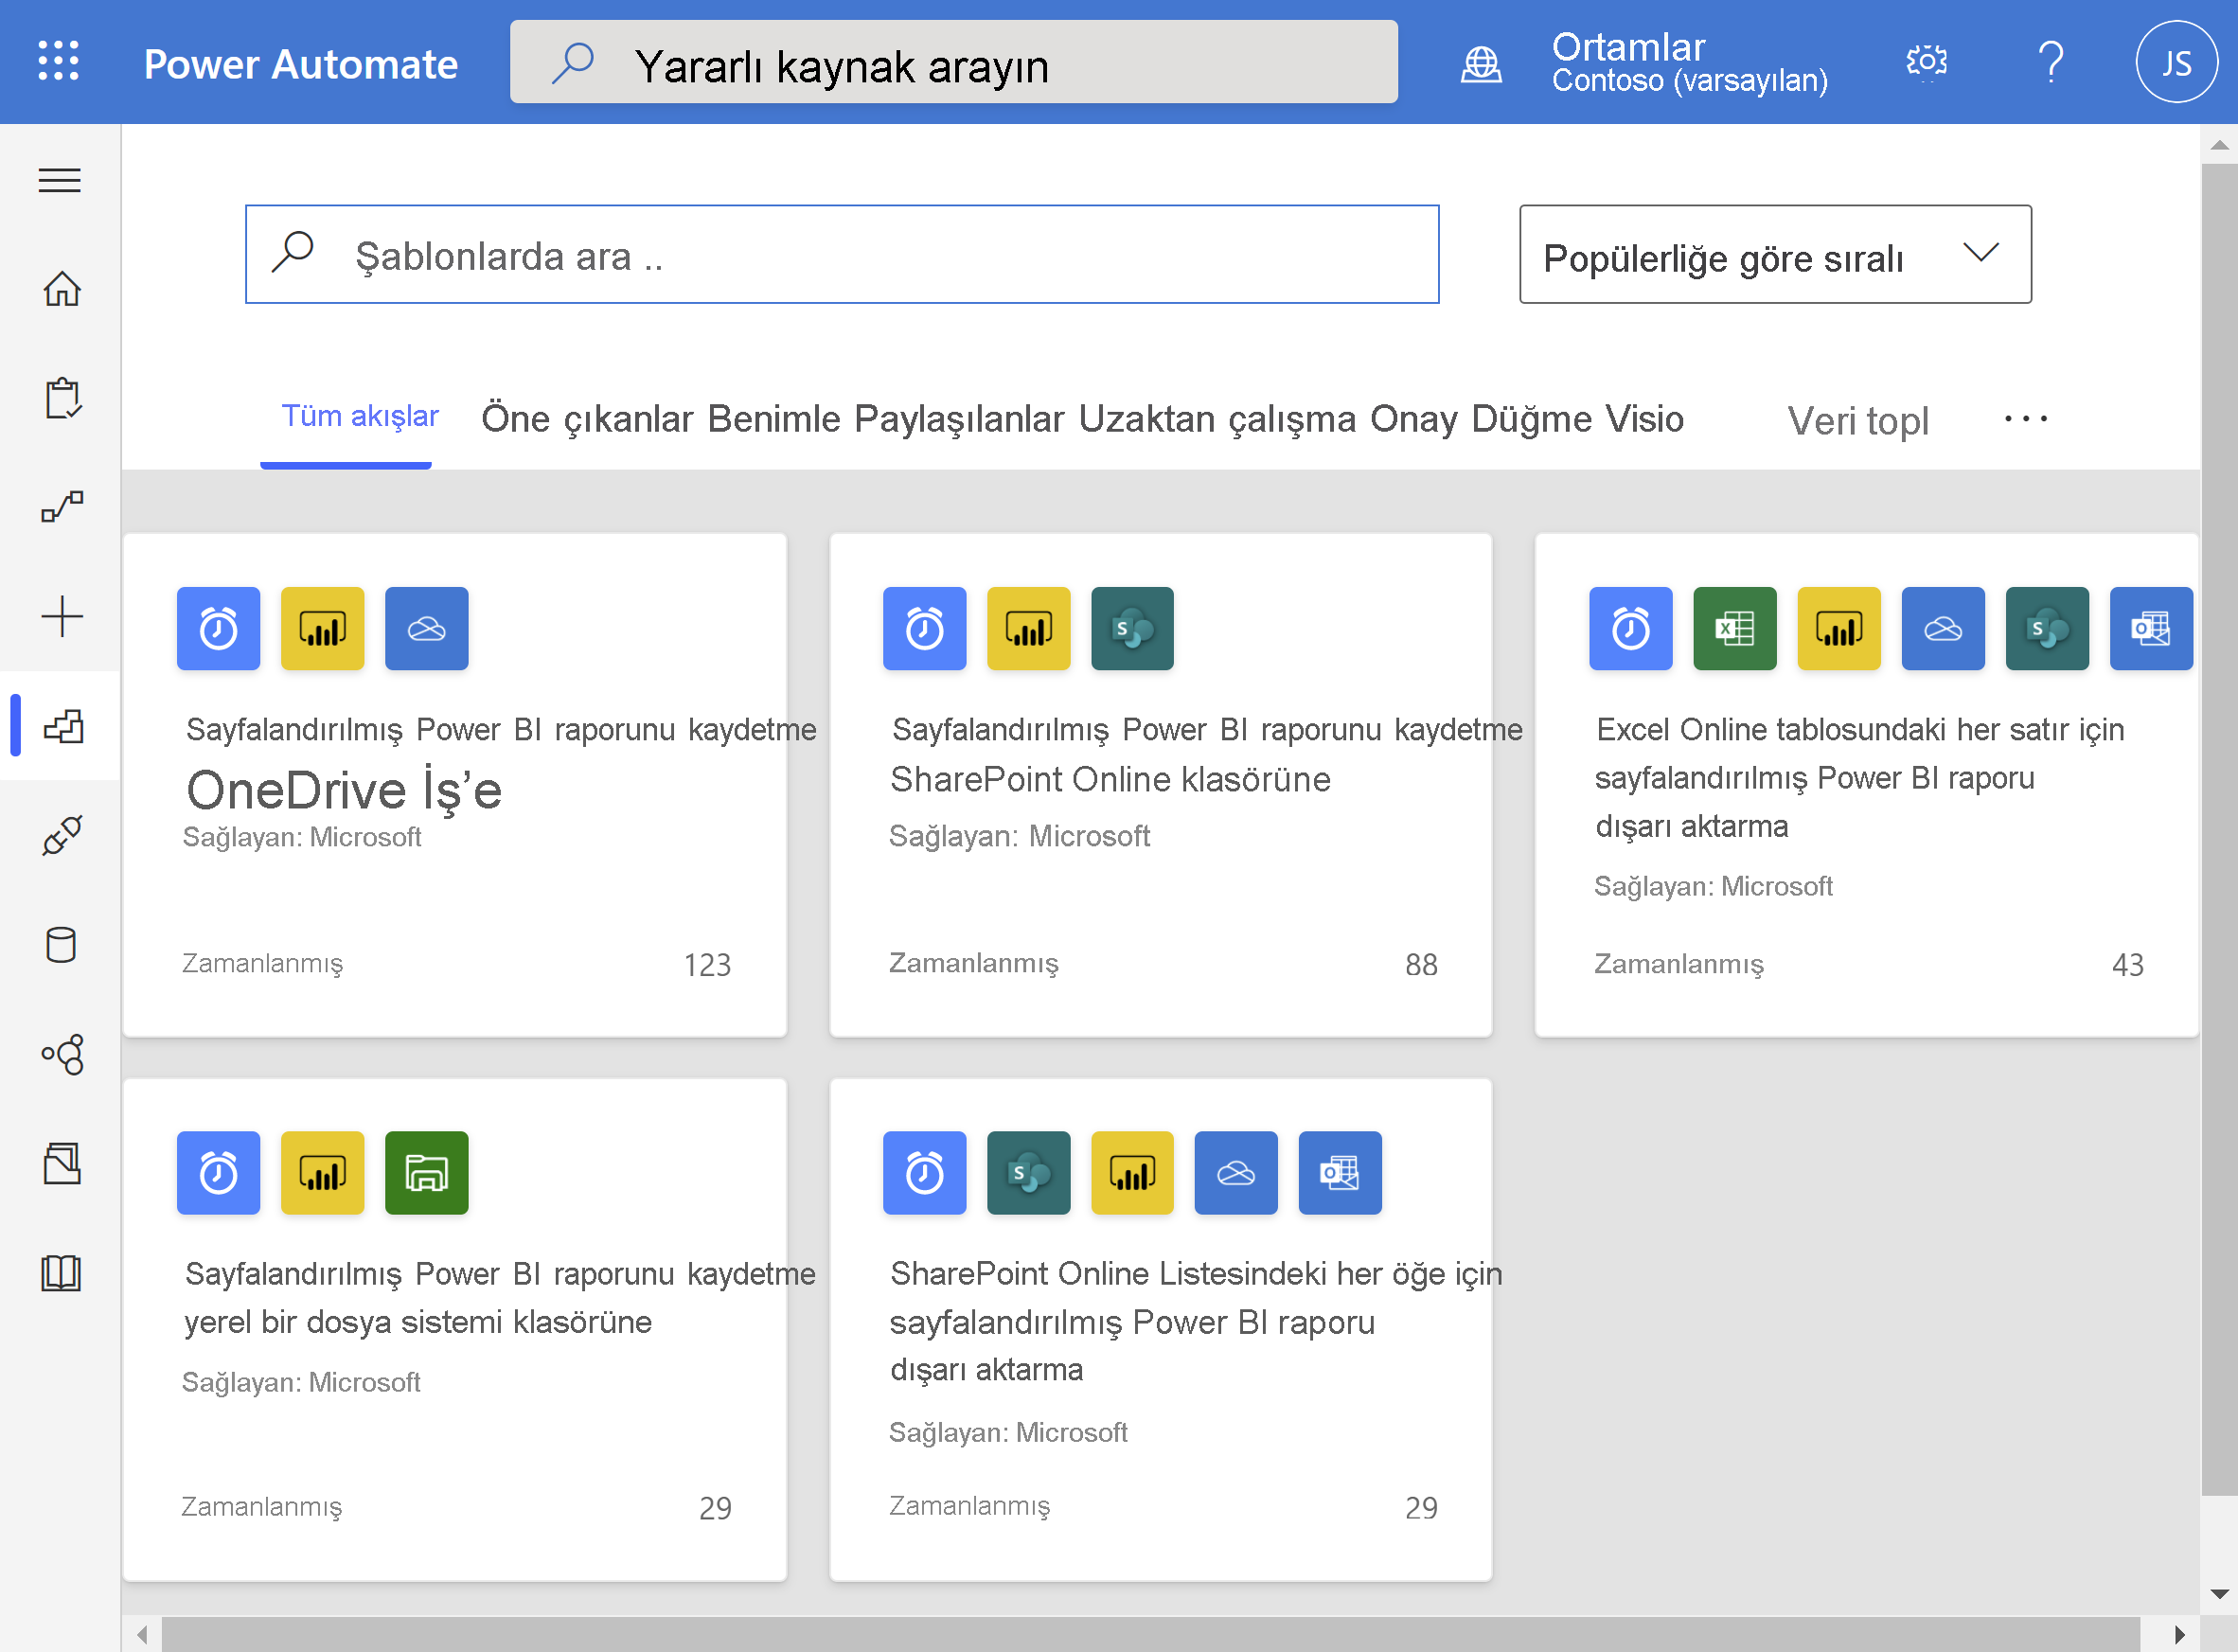 Power Automate
Yararlı kaynak arayın
Ortamlar
Contoso (varsayılan)
?
JS
Şablonlarda ara ..
Popülerliğe göre sıralı
Tüm akışlar Öne çıkanlar Benimle Paylaşılanlar Uzaktan çalışma Onay Düğme Visio Veri topl ...
Sayfalandırılmış Power BI raporunu kaydetme
OneDrive İş’e
Sağlayan: Microsoft
Zamanlanmış 123
S
Sayfalandırılmış Power BI raporunu kaydetme
SharePoint Online klasörüne
Sağlayan: Microsoft
Zamanlanmış 88
X S O
Excel Online tablosundaki her satır için
sayfalandırılmış Power BI raporu
dışarı aktarma
Sağlayan: Microsoft
Zamanlanmış 43
Sayfalandırılmış Power BI raporunu kaydetme
yerel bir dosya sistemi klasörüne
Sağlayan: Microsoft
Zamanlanmış 29
S O
SharePoint Online Listesindeki her öğe için
sayfalandırılmış Power BI raporu
dışarı aktarma
Sağlayan: Microsoft
Zamanlanmış 29